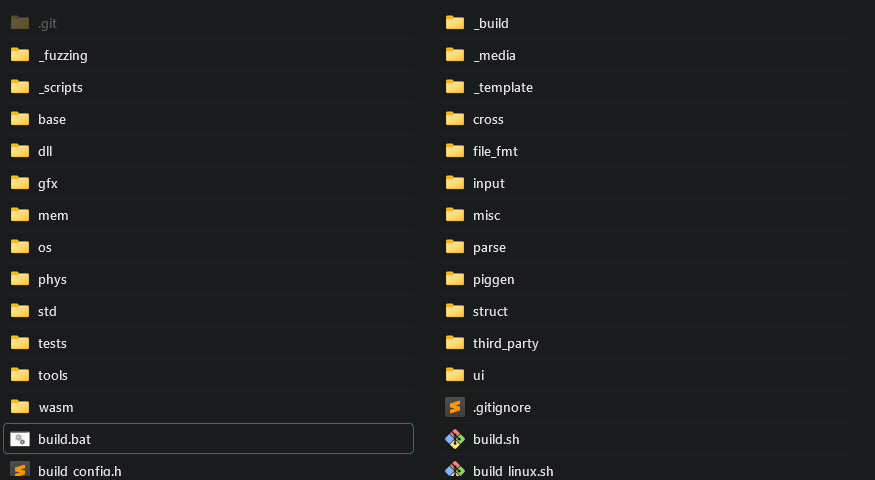 .git
_build
_fuzzing
_media
_scripts
_template
base
cross
dll
file_fmt
gfx
input
mem
misc
os
parse
phys
piggen
std
struct
tests
third_party
tools
ui
wasm
.gitignore
build.bat
build.sh
build_config.h
build_linux.sh